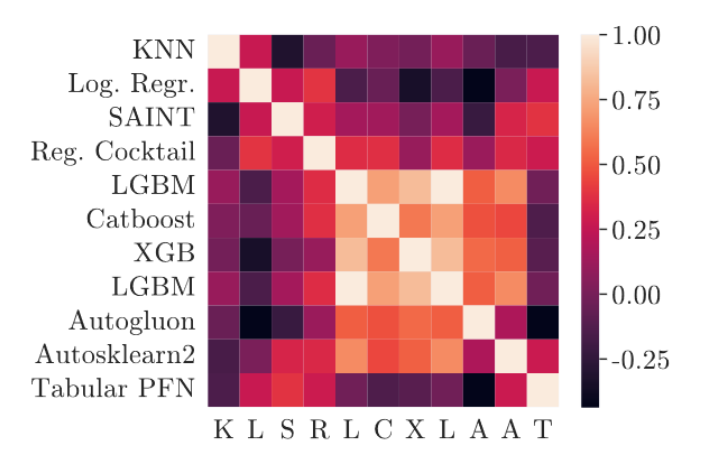 KNN
Log. Regr.
SAINT
Reg. Cocktail
LGBM
Catboost
XGB
LGBM
Autogluon
Autosklearn2
Tabular PFN
K L S R L C X L A A T
1.00
0.75
0.50
0.25
0.00
-0.25